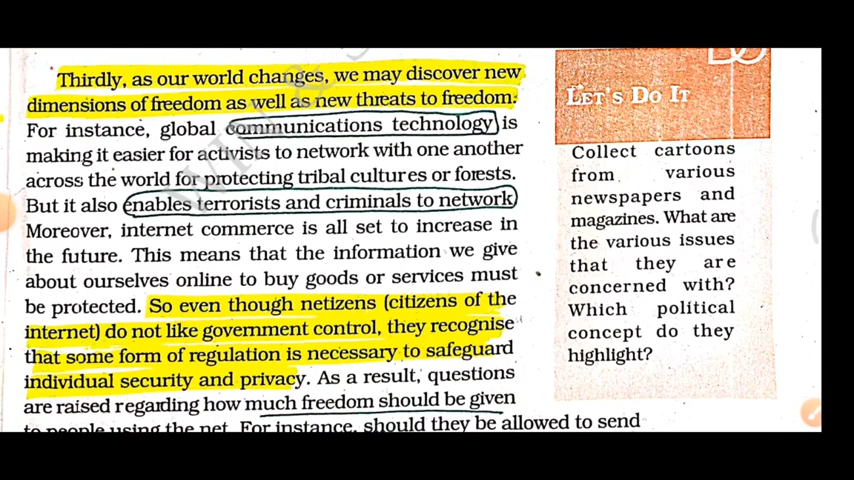 Thirdly, as our world changes, we may discover new
dimensions of freedom as well as new threats to freedom.
For instance, global communications technology is
making it easier for activists to network with one another
across the world for protecting tribal cultures or forests.
But it also enables terrorists and criminals to network
Moreover, internet commerce is all set to increase in
the future. This means that the information we give
about ourselves online to buy goods or services must
be protected. So even though netizens (citizens of the
internet) do not like government control, they recognise
that some form of regulation is necessary to safeguard
individual security and privacy. As a result, questions
are raised regarding how much freedom should be given
to people using the net. For instance, should they be allowed to send
LET'S DO IT
Collect cartoons
from various
newspapers and
magazines. What are
the various issues
that they are
concerned with?
Which political
concept do they
highlight?